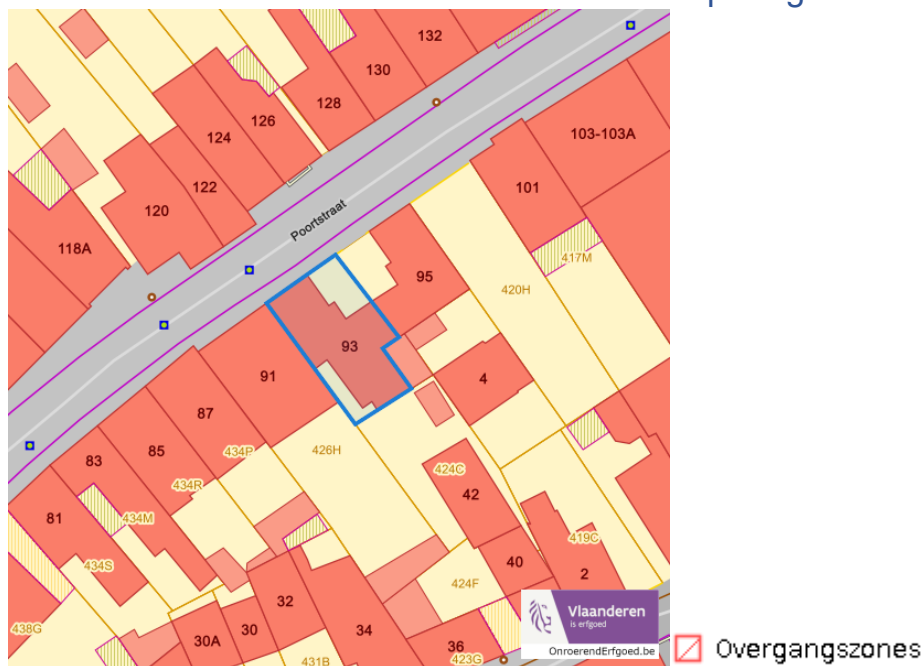 132
130
128
126
124
122
120
118A
103-103A
101
417M
Poortstraat
95
420H
93
91
4
87
434P
426H
85
434R
83
424C
42
434M
81
434S
419C
40
424F
2
32
30
30A
34
438G
431B
36
423G
Vlaanderen
is erfgoed
OnroerendErfgoed.be
Overgangszones